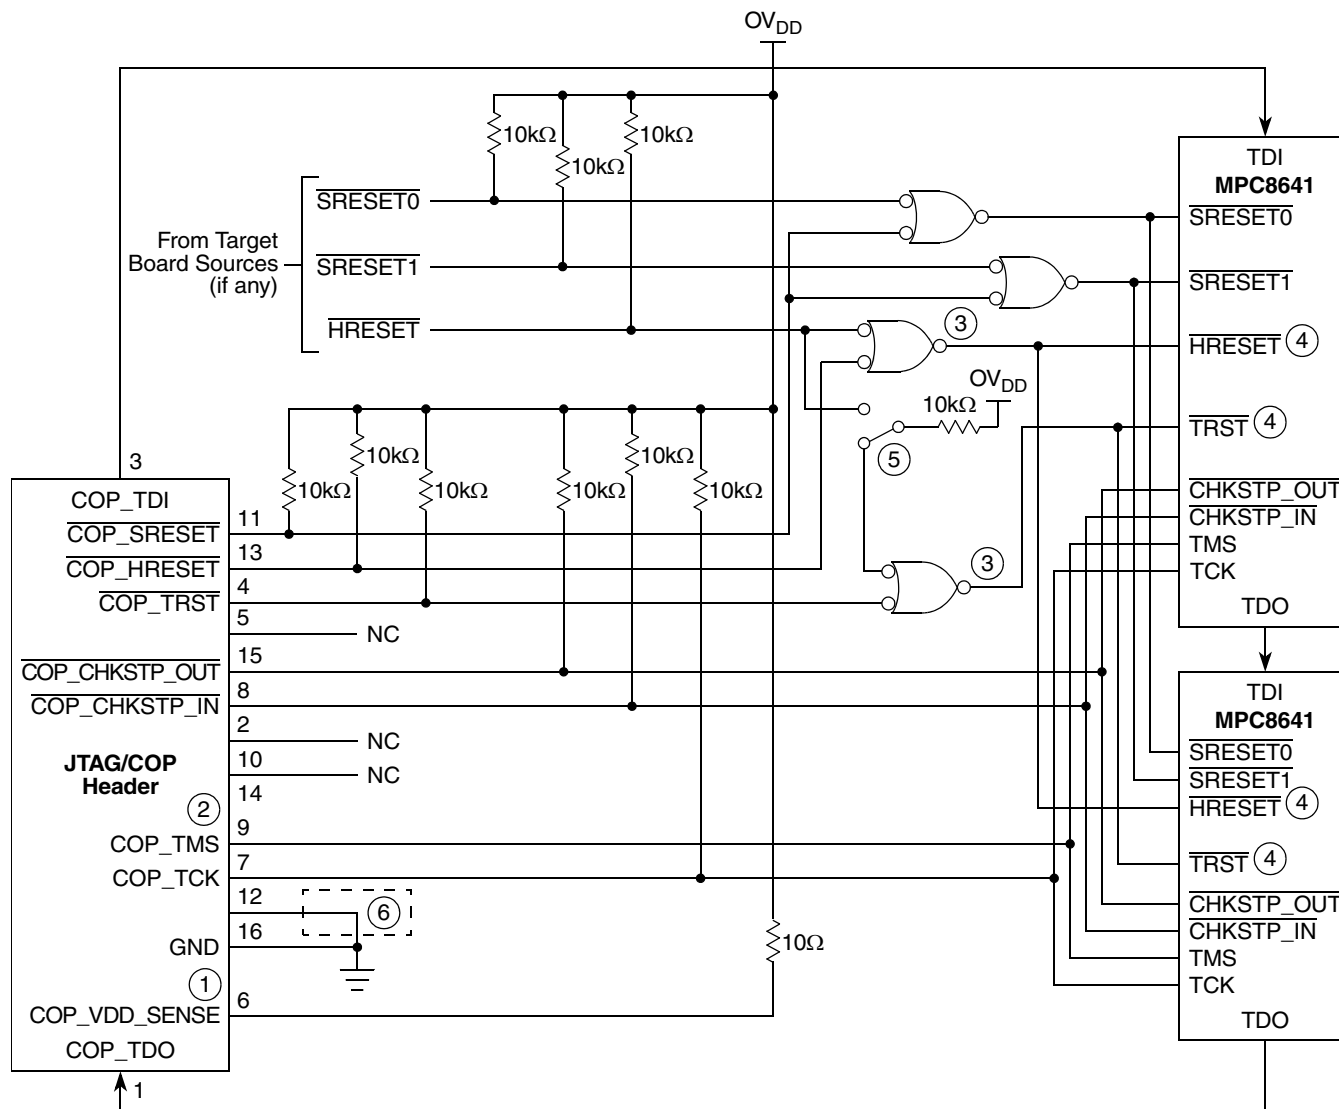 OVDD
10kΩ
10kΩ
10kΩ
SRESET0
From Target
Board Sources
(if any)
SRESET1
HRESET
3
OVDD
10kΩ
5
10kΩ
10kΩ
10kΩ
10kΩ
10kΩ
10kΩ
3
3
COP_TDI
COP_SRESET
11
COP_HRESET
13
COP_TRST
4
5
NC
COP_CHKSTP_OUT
15
COP_CHKSTP_IN
8
2
NC
JTAG/COP
Header
10
NC
14
2
COP_TMS
9
COP_TCK
7
12
6
GND
16
10Ω
1
COP_VDD_SENSE
6
COP_TDO
1
TDI
MPC8641
SRESET0
SRESET1
HRESET 4
TRST 4
CHKSTP_OUT
CHKSTP_IN
TMS
TCK
TDO
TDI
MPC8641
SRESET0
SRESET1
HRESET 4
TRST 4
CHKSTP_OUT
CHKSTP_IN
TMS
TCK
TDO